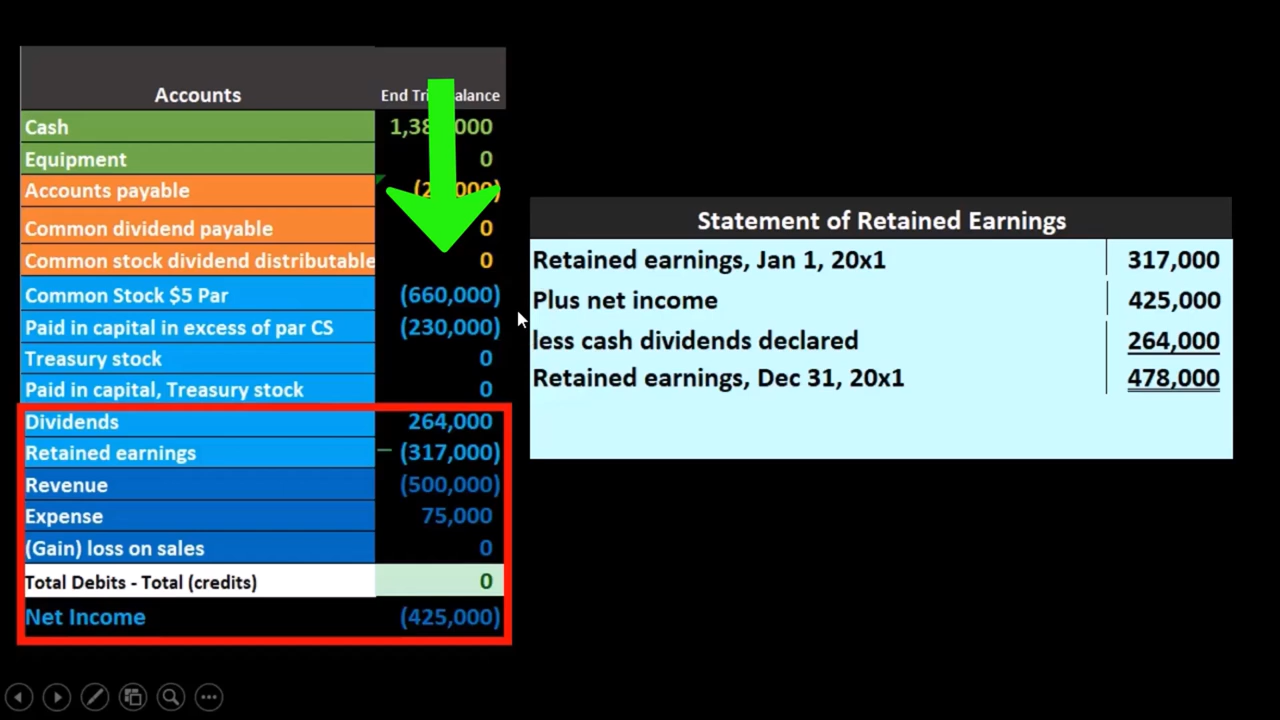 Accounts End Tri alance
Cash 1,38 000
Equipment 0
Accounts payable (2 000)
Common dividend payable 0
Common stock dividend distributable 0
Common Stock $5 Par (660,000)
Paid in capital in excess of par CS (230,000)
Treasury stock 0
Paid in capital, Treasury stock 0
Dividends 264,000
Retained earnings (317,000)
Revenue (500,000)
Expense 75,000
(Gain) loss on sales 0
Total Debits - Total (credits) 0
Net Income (425,000)
Statement of Retained Earnings
Retained earnings, Jan 1, 20x1 317,000
Plus net income 425,000
less cash dividends declared 264,000
Retained earnings, Dec 31, 20x1 478,000